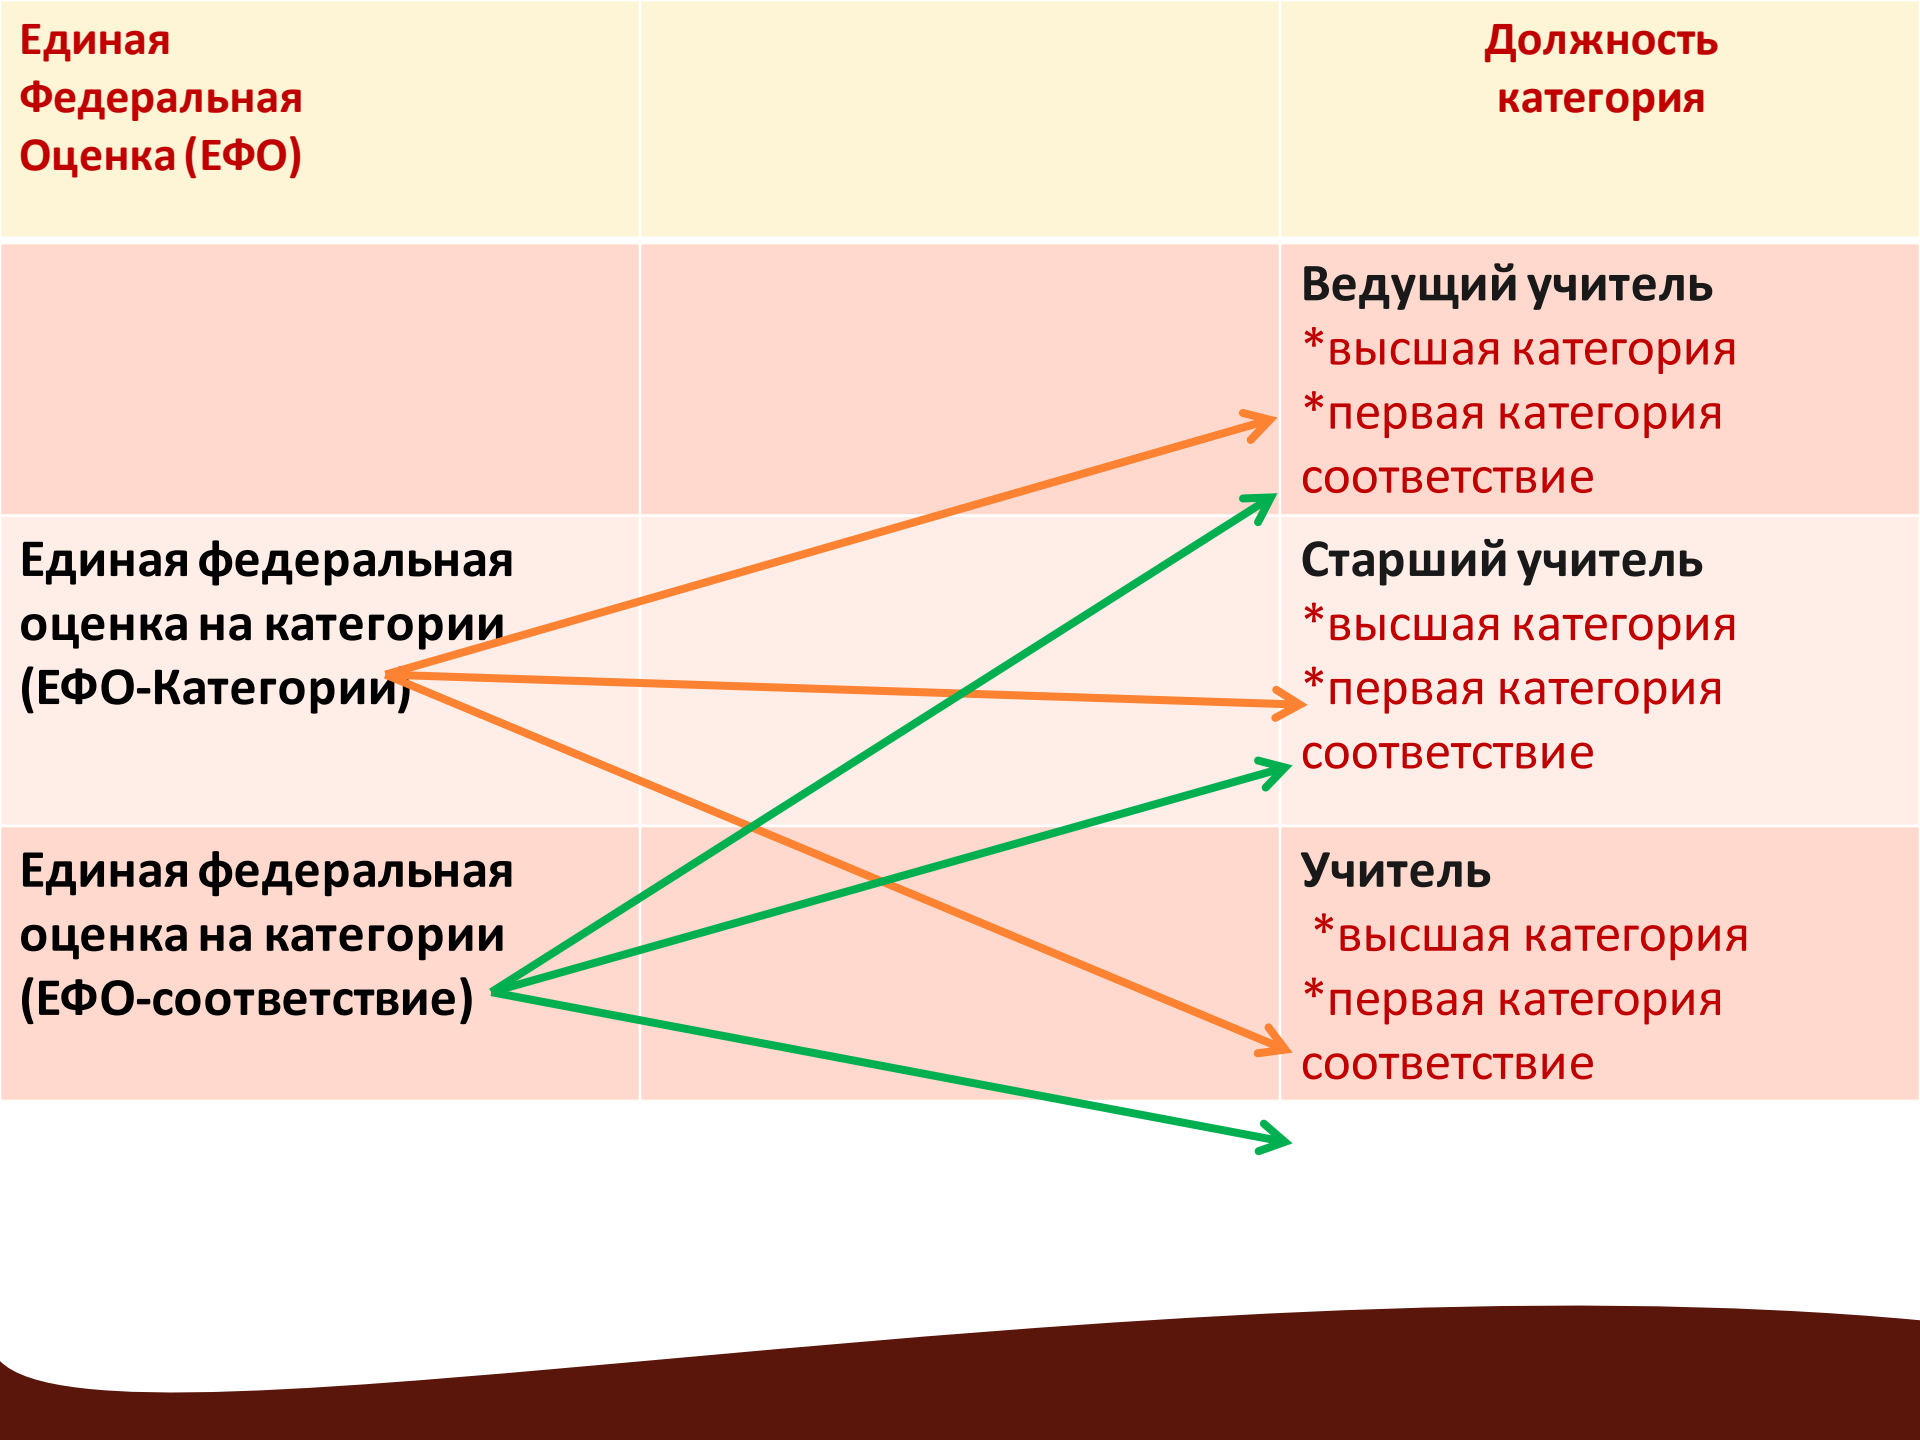 Единая
Федеральная
Оценка (ЕФО)
Должность
категория
Ведущий учитель
*высшая категория
*первая категория
соответствие
Единая федеральная
оценка на категории
(ЕФО-Категории)
Старший учитель
*высшая категория
*первая категория
соответствие
Единая федеральная
оценка на категории
(ЕФО-соответствие)
Учитель
*высшая категория
*первая категория
соответствие